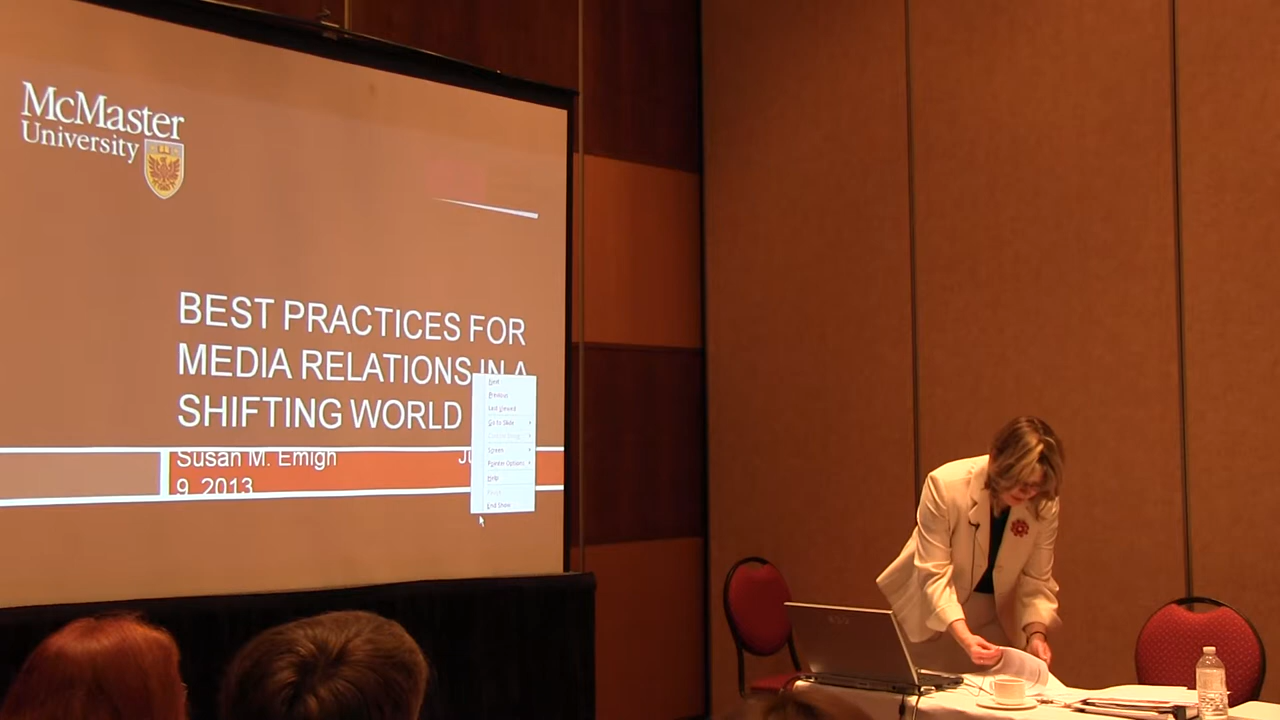 McMaster
University
BEST PRACTICES FOR
MEDIA RELATIONS IN A
SHIFTING WORLD
Susan M. Emigh
9, 2013
Next
Previous
Last Viewed
Go to Slide
Screen
Pointer Options
Help
End Show